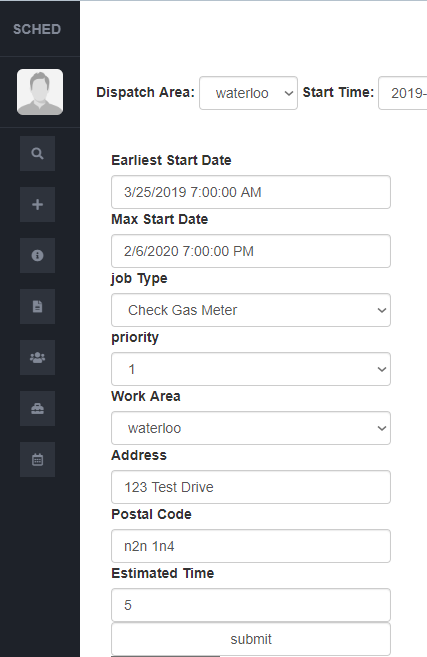 SCHED
Dispatch Area: waterloo Start Time: 2019-
Earliest Start Date
3/25/2019 7:00:00 AM
Max Start Date
2/6/2020 7:00:00 PM
job Type
Check Gas Meter
priority
1
Work Area
waterloo
Address
123 Test Drive
Postal Code
n2n 1n4
Estimated Time
5
submit